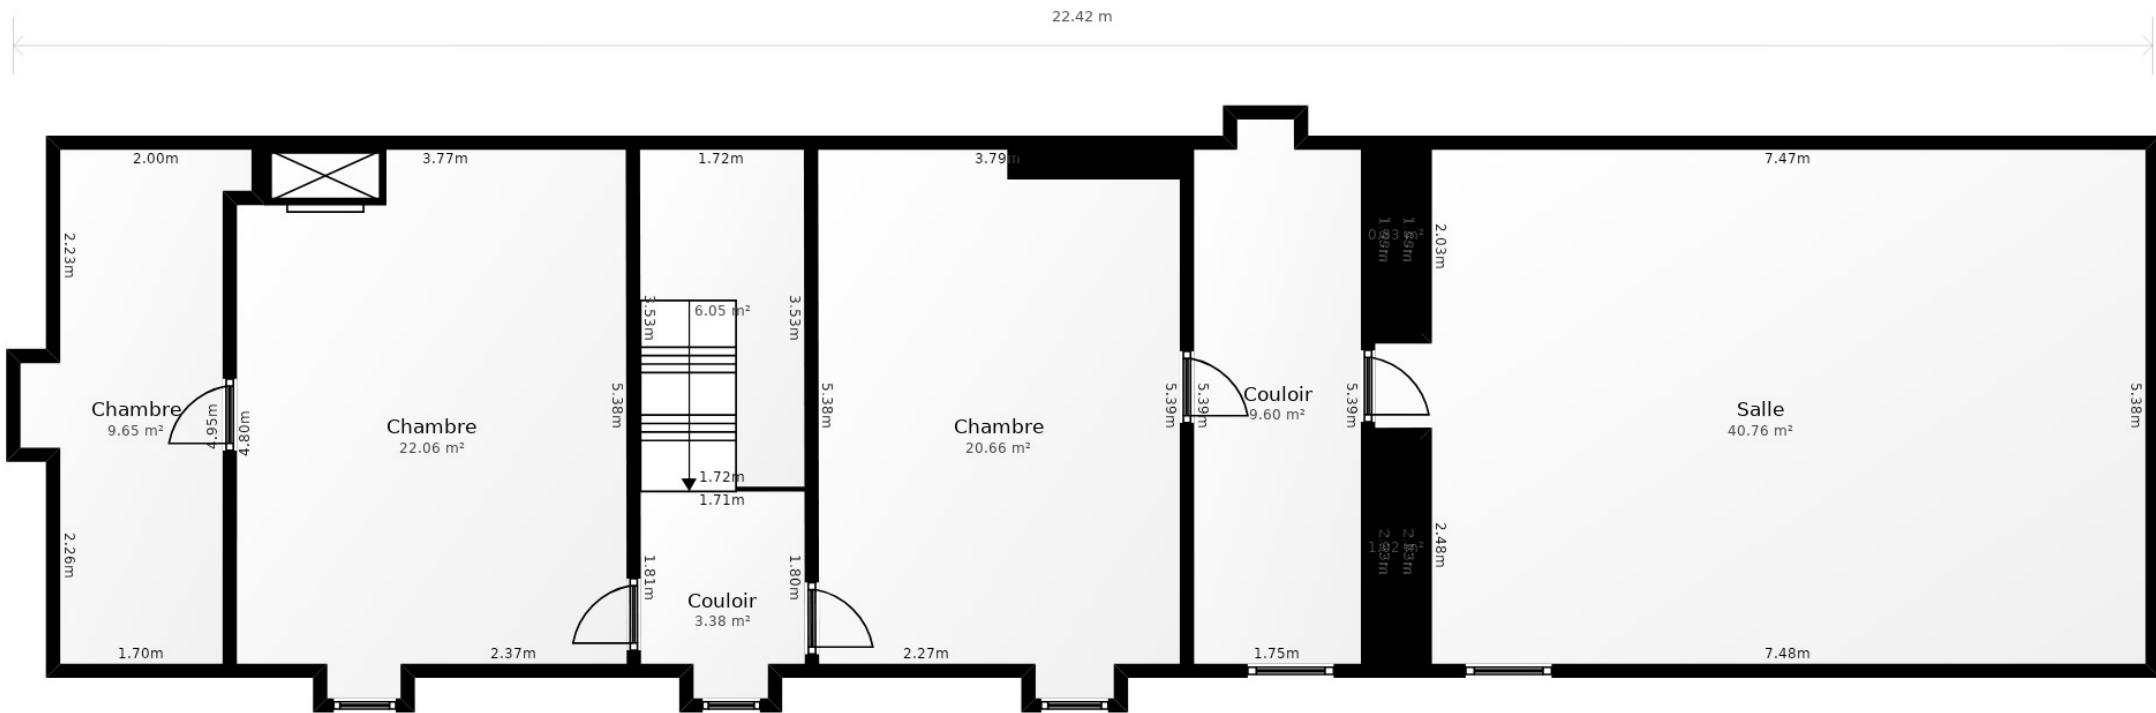 22.42 m
2.00m
3.77m
1.72m
3.79m
7.47m
2.23m
2.03m
3.53m
6.05 m²
3.53m
Chambre
9.65 m²
4.95m
4.08m
Chambre
22.06 m²
5.38m
5.38m
Chambre
20.66 m²
5.39m
5.39m
Couloir
9.60 m²
5.39m
Salle
40.76 m²
5.38m
1.72m
1.71m
2.26m
1.81m
1.80m
Couloir
3.38 m²
2.48m
1.70m
2.37m
2.27m
1.75m
7.48m